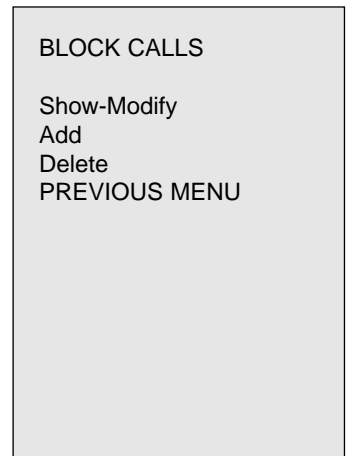 BLOCK CALLS
Show-Modify
Add
Delete
PREVIOUS MENU